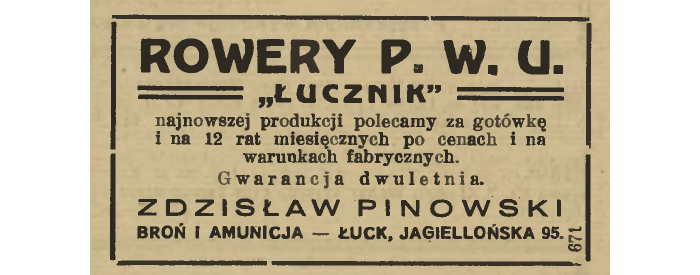 ROWERY P. W. U.
„ŁUCZNIK”
najnowszej produkcji polecamy za gotówkę
i na 12 rat miesięcznych po cenach i na
warunkach fabrycznych.
Gwarancja dwuletnia.
ZDZISŁAW PINOWSKI
BROŃ I AMUNICJA — ŁUCK, JAGIELLOŃSKA 95.
671